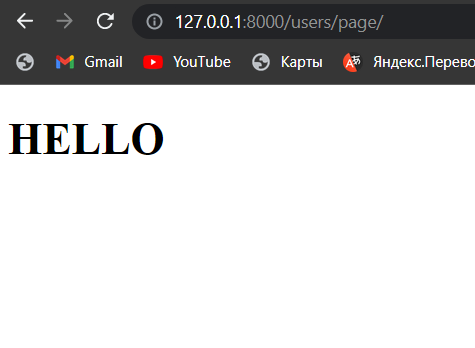 127.0.0.1:8000/users/page/
Gmail YouTube Карты Яндекс.Перево
HELLO